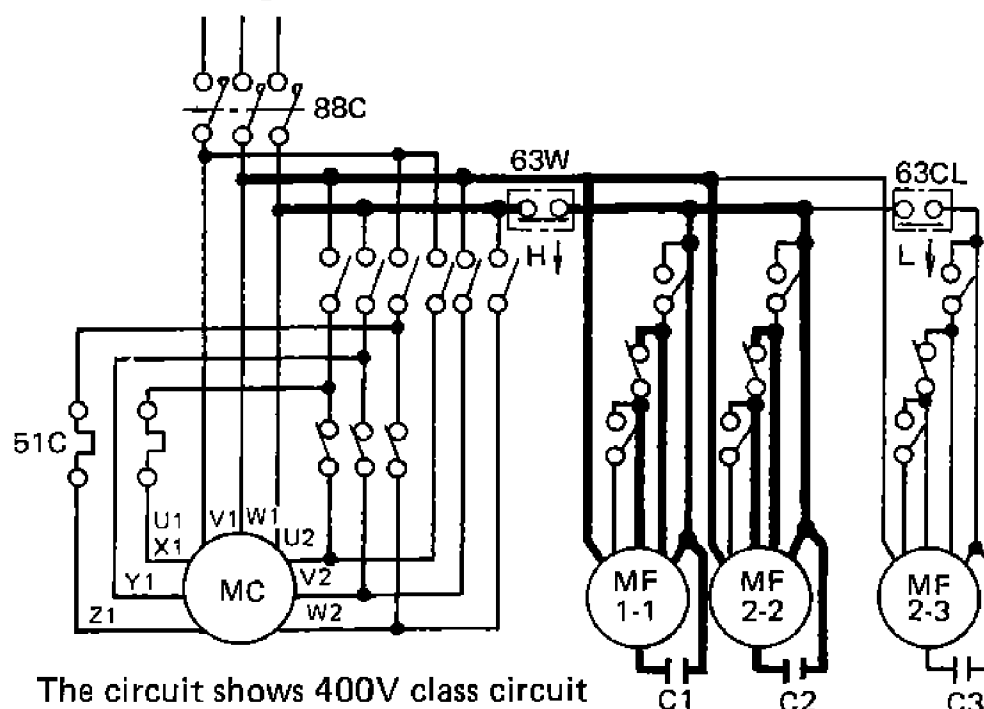 88C
63W
63CL
H
L
51C
U1
V1
W1
X1
U2
Y1
MC
V2
Z1
W2
MF
1-1
MF
2-2
MF
2-3
C1
C2
C3
The circuit shows 400V class circuit